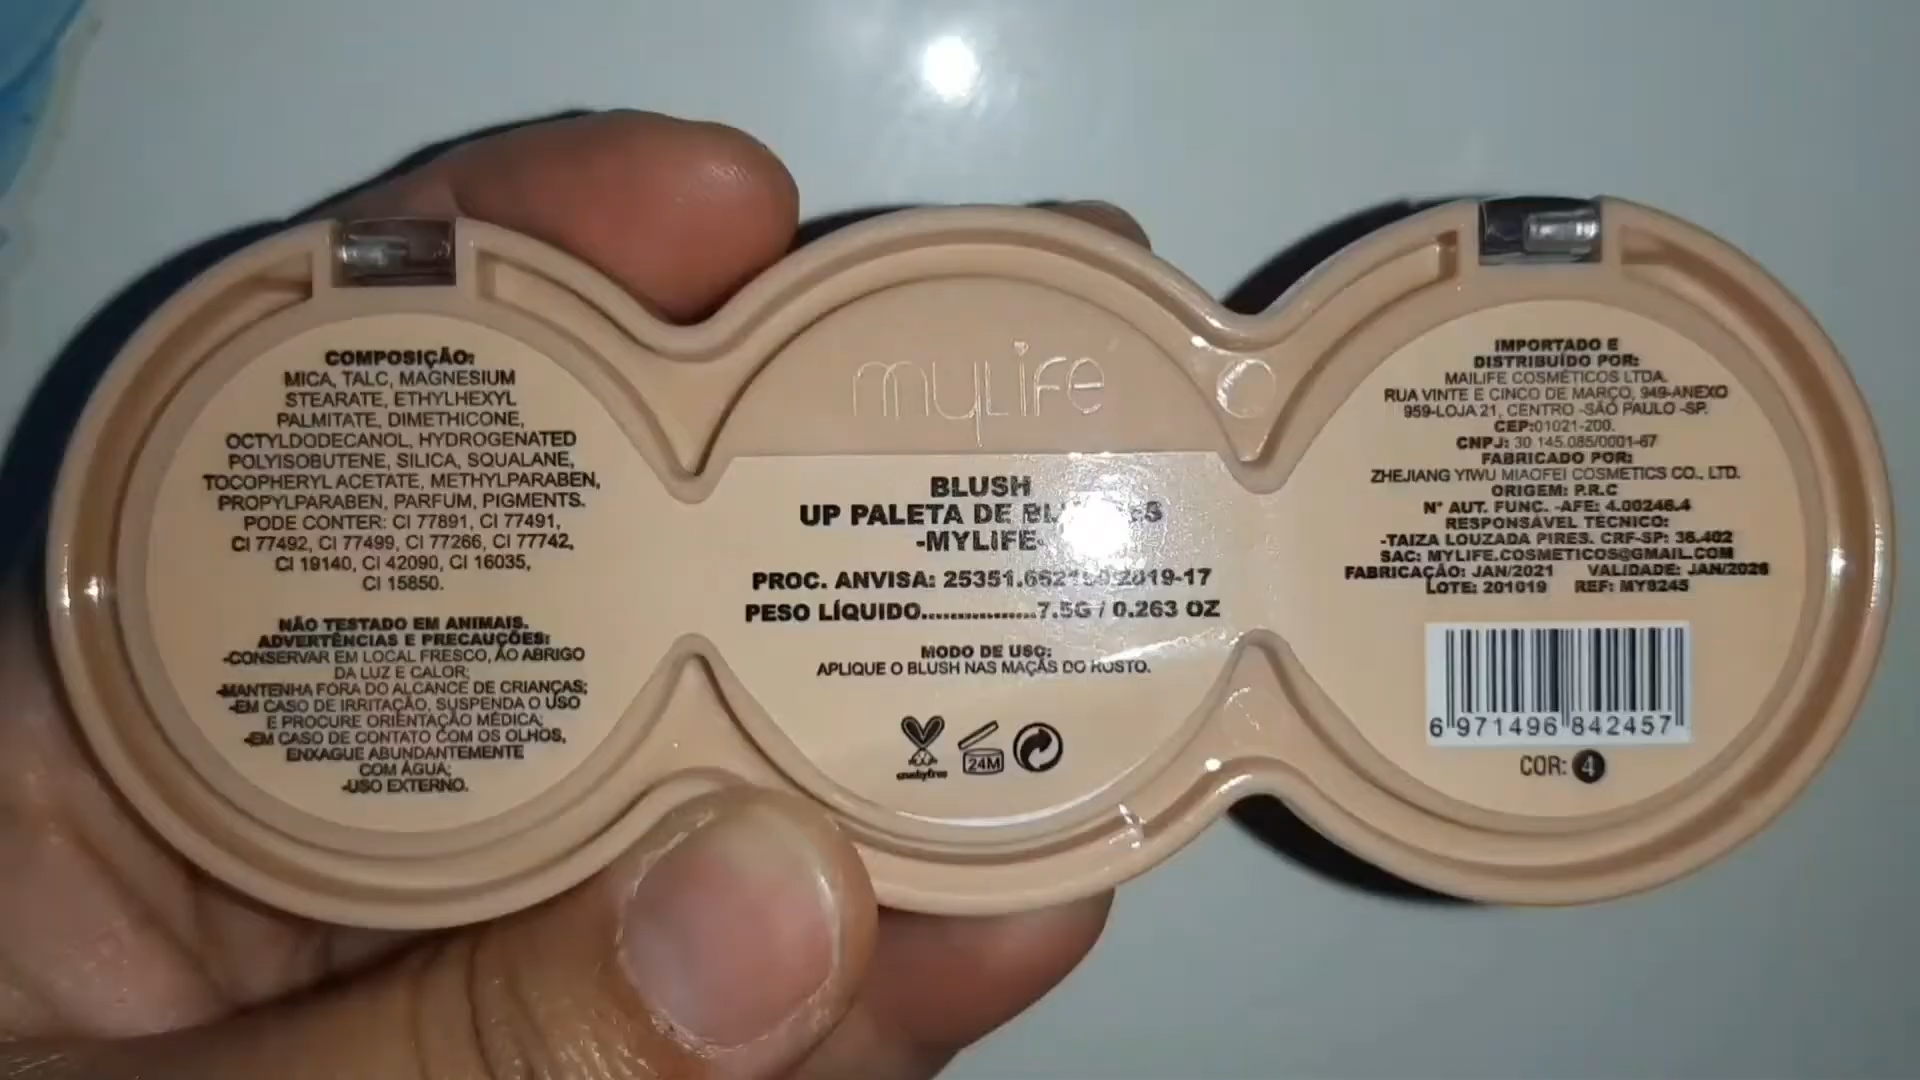 COMPOSIÇÃO:
MICA, TALC, MAGNESIUM
STEARATE, ETHYLHEXYL
PALMITATE, DIMETHICONE,
OCTYLDODECANOL, HYDROGENATED
POLYISOBUTENE, SILICA, SQUALANE,
TOCOPHERYL ACETATE, METHYLPARABEN,
PROPYLPARABEN, PARFUM, PIGMENTS.
PODE CONTER: CI 77891, CI 77491,
CI 77492, CI 77499, CI 77266, CI 77742,
CI 19140, CI 42090, CI 16035,
CI 15850.
NÃO TESTADO EM ANIMAIS.
ADVERTÊNCIAS E PRECAUÇÕES:
-CONSERVAR EM LOCAL FRESCO, AO ABRIGO
DA LUZ E CALOR;
-MANTENHA FORA DO ALCANCE DE CRIANÇAS;
-EM CASO DE IRRITAÇÃO, SUSPENDA O USO
E PROCURE ORIENTAÇÃO MÉDICA;
-EM CASO DE CONTATO COM OS OLHOS,
ENXAGUE ABUNDANTEMENTE
COM ÁGUA;
-USO EXTERNO.
myLife
BLUSH
UP PALETA DE
-MYLIFE-
PROC. ANVISA:
PESO LÍQUIDO.................7.5G / 0.263 OZ
MODO DE USO:
APLIQUE O BLUSH NAS MAÇÃS DO ROSTO.
crueltyfree
24M
IMPORTADO E
DISTRIBUÍDO POR:
MAILIFE COSMÉTICOS LTDA.
RUA VINTE E CINCO DE MARÇO, 949-ANEXO
959-LOJA 21, CENTRO -SÃO PAULO -SP.
CEP:01021-200.
CNPJ: 30.145.085/0001-67
FABRICADO POR:
ZHEJIANG YIWU MIAOFEI COSMETICS CO., LTD.
ORIGEM: P.R.C
N° AUT. FUNC. -AFE: 4.00246.4
RESPONSÁVEL TÉCNICO:
-TAIZA LOUZADA PIRES. CRF-SP: 36.402
SAC: MYLIFE.COSMETICOS@GMAIL.COM
FABRICAÇÃO: JAN/2021 VALIDADE: JAN/2026
LOTE: 201019 REF: MY8245
6 971496 842457
COR: 4